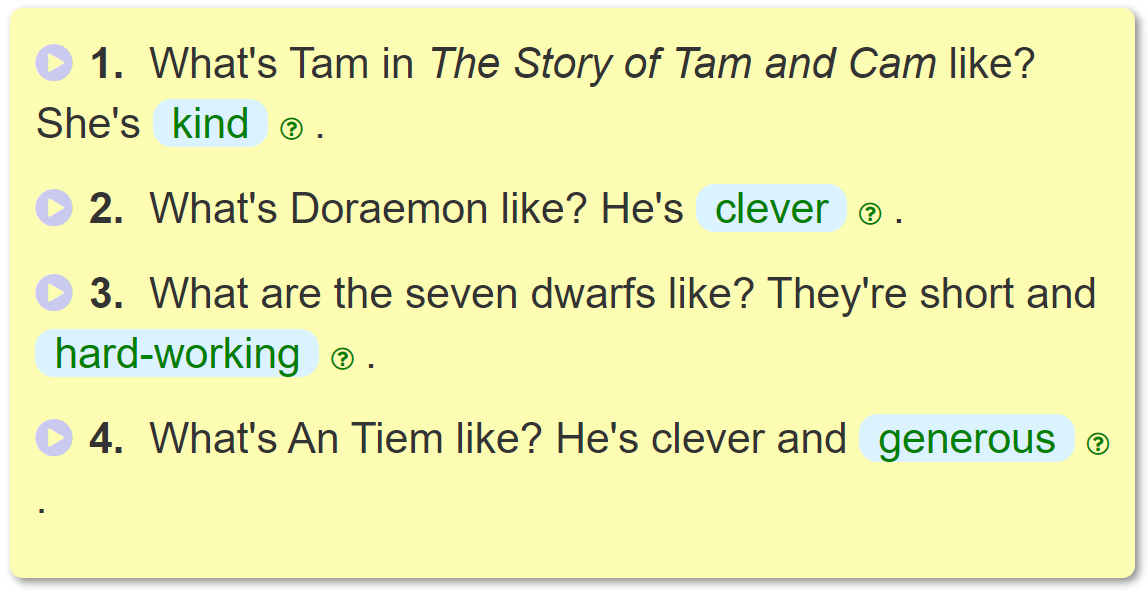 1. What's Tam in The Story of Tam and Cam like?
She's kind ? .
2. What's Doraemon like? He's clever ? .
3. What are the seven dwarfs like? They're short and
hard-working ? .
4. What's An Tiem like? He's clever and generous ?
.